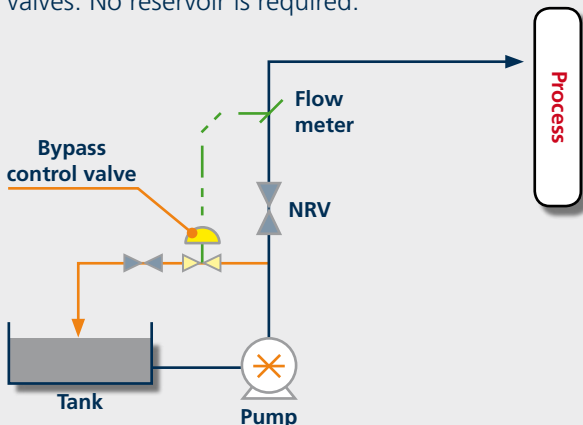 valves. No reservoir is required.
Process
Flow
meter
Bypass
control valve
NRV
Tank
Pump